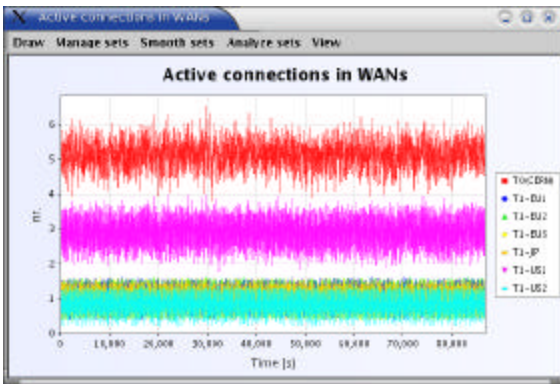 Active connections in WANs
Draw Manage sets Smooth sets Analyze sets View
Active connections in WANs
6
5
4
3
2
1
0
nr.
0 10,000 20,000 30,000 40,000 50,000 60,000 70,000 80,000
Time [s]
T0/CERN
T1-EU1
T1-EU2
T1-EU3
T1-JP
T1-US1
T1-US2